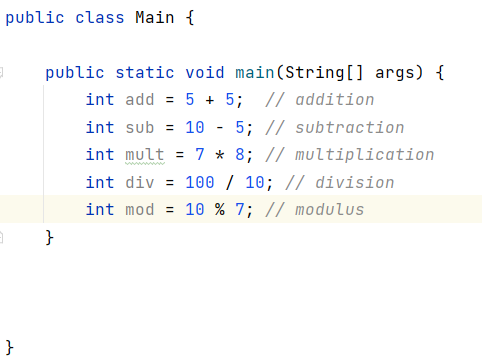 public class Main {
public static void main(String[] args) {
int add = 5 + 5;  // addition
int sub = 10 - 5; // subtraction
int mult = 7 * 8; // multiplication
int div = 100 / 10; // division
int mod = 10 % 7; // modulus
}
}